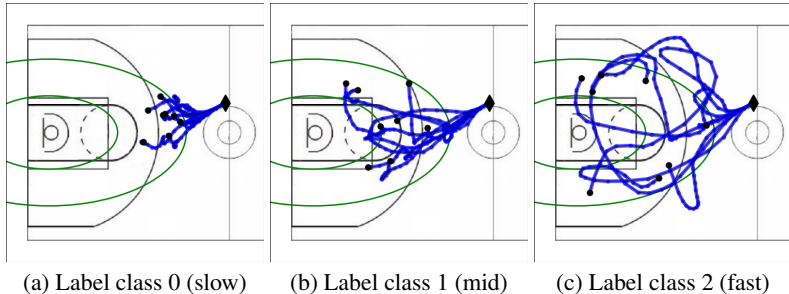 (a) Label class 0 (slow)
(b) Label class 1 (mid)
(c) Label class 2 (fast)